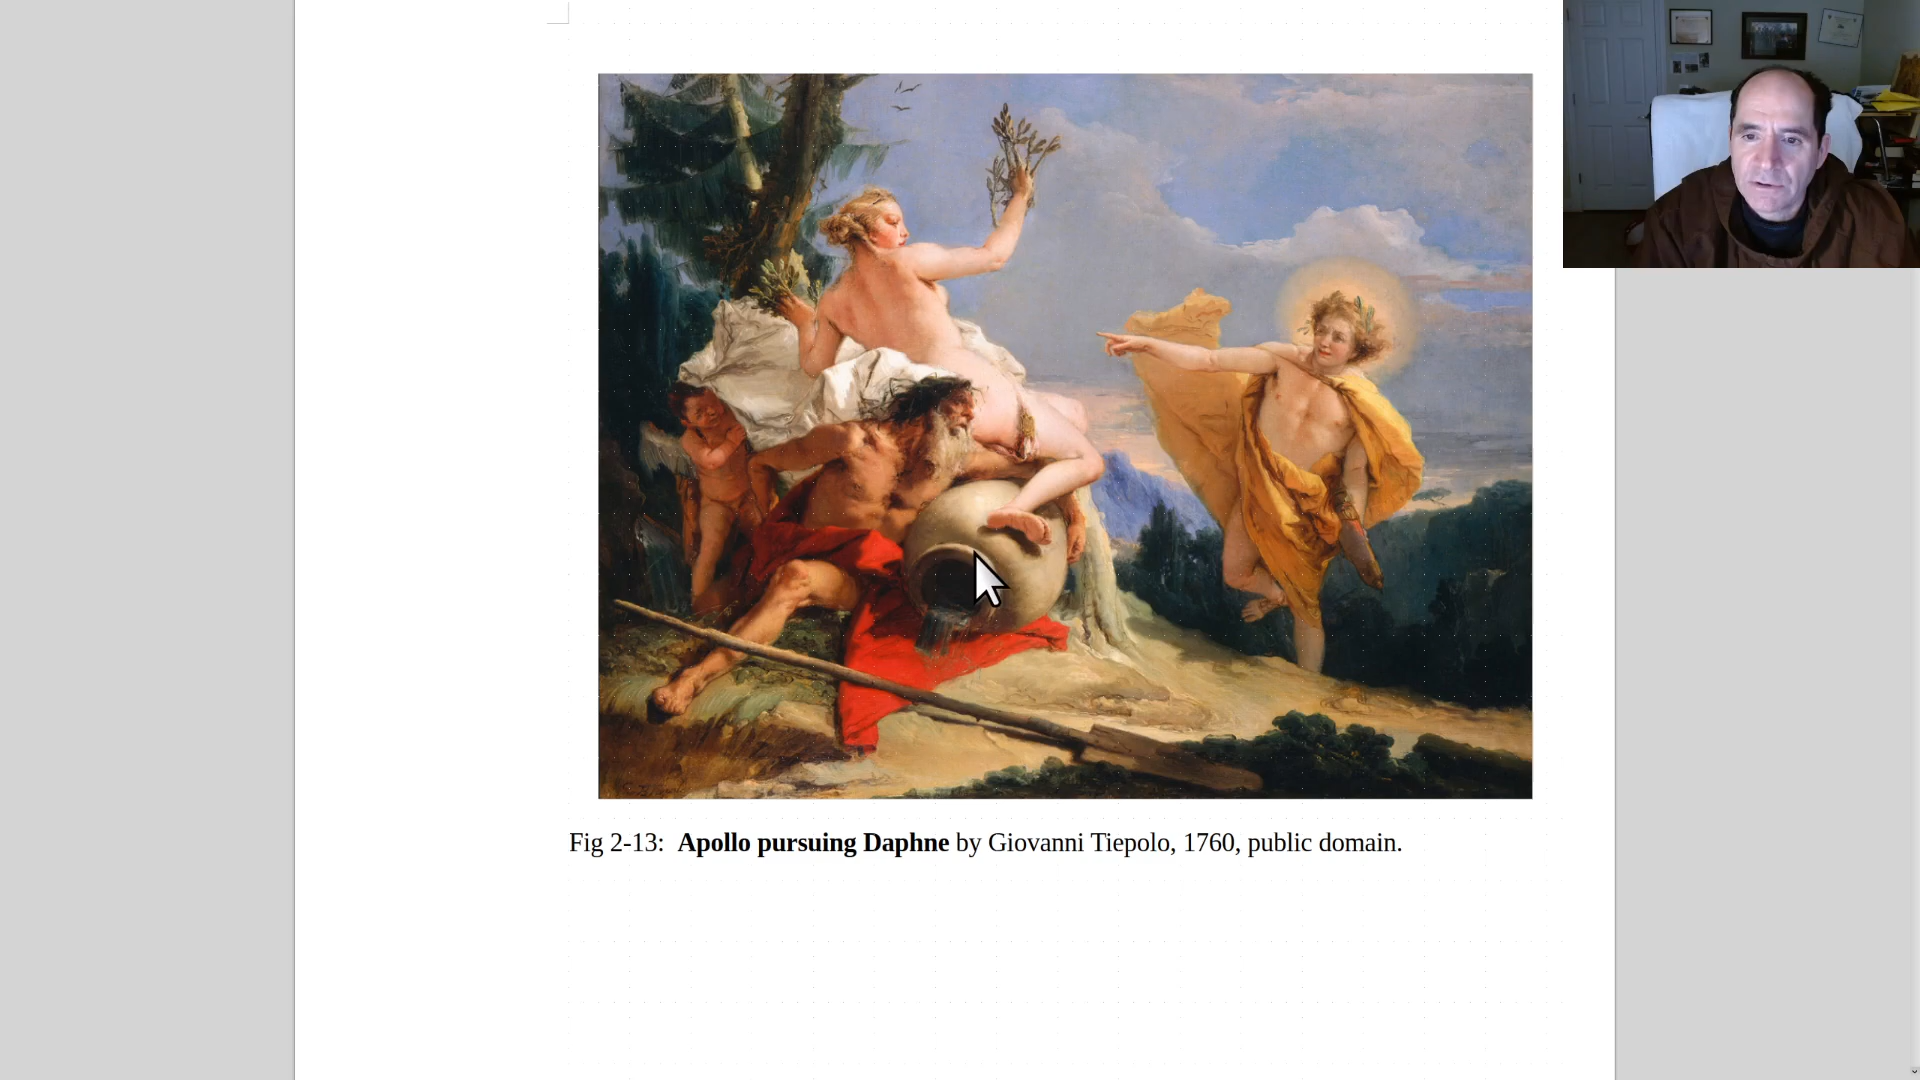 Fig 2-13:  Apollo pursuing Daphne by Giovanni Tiepolo, 1760, public domain.